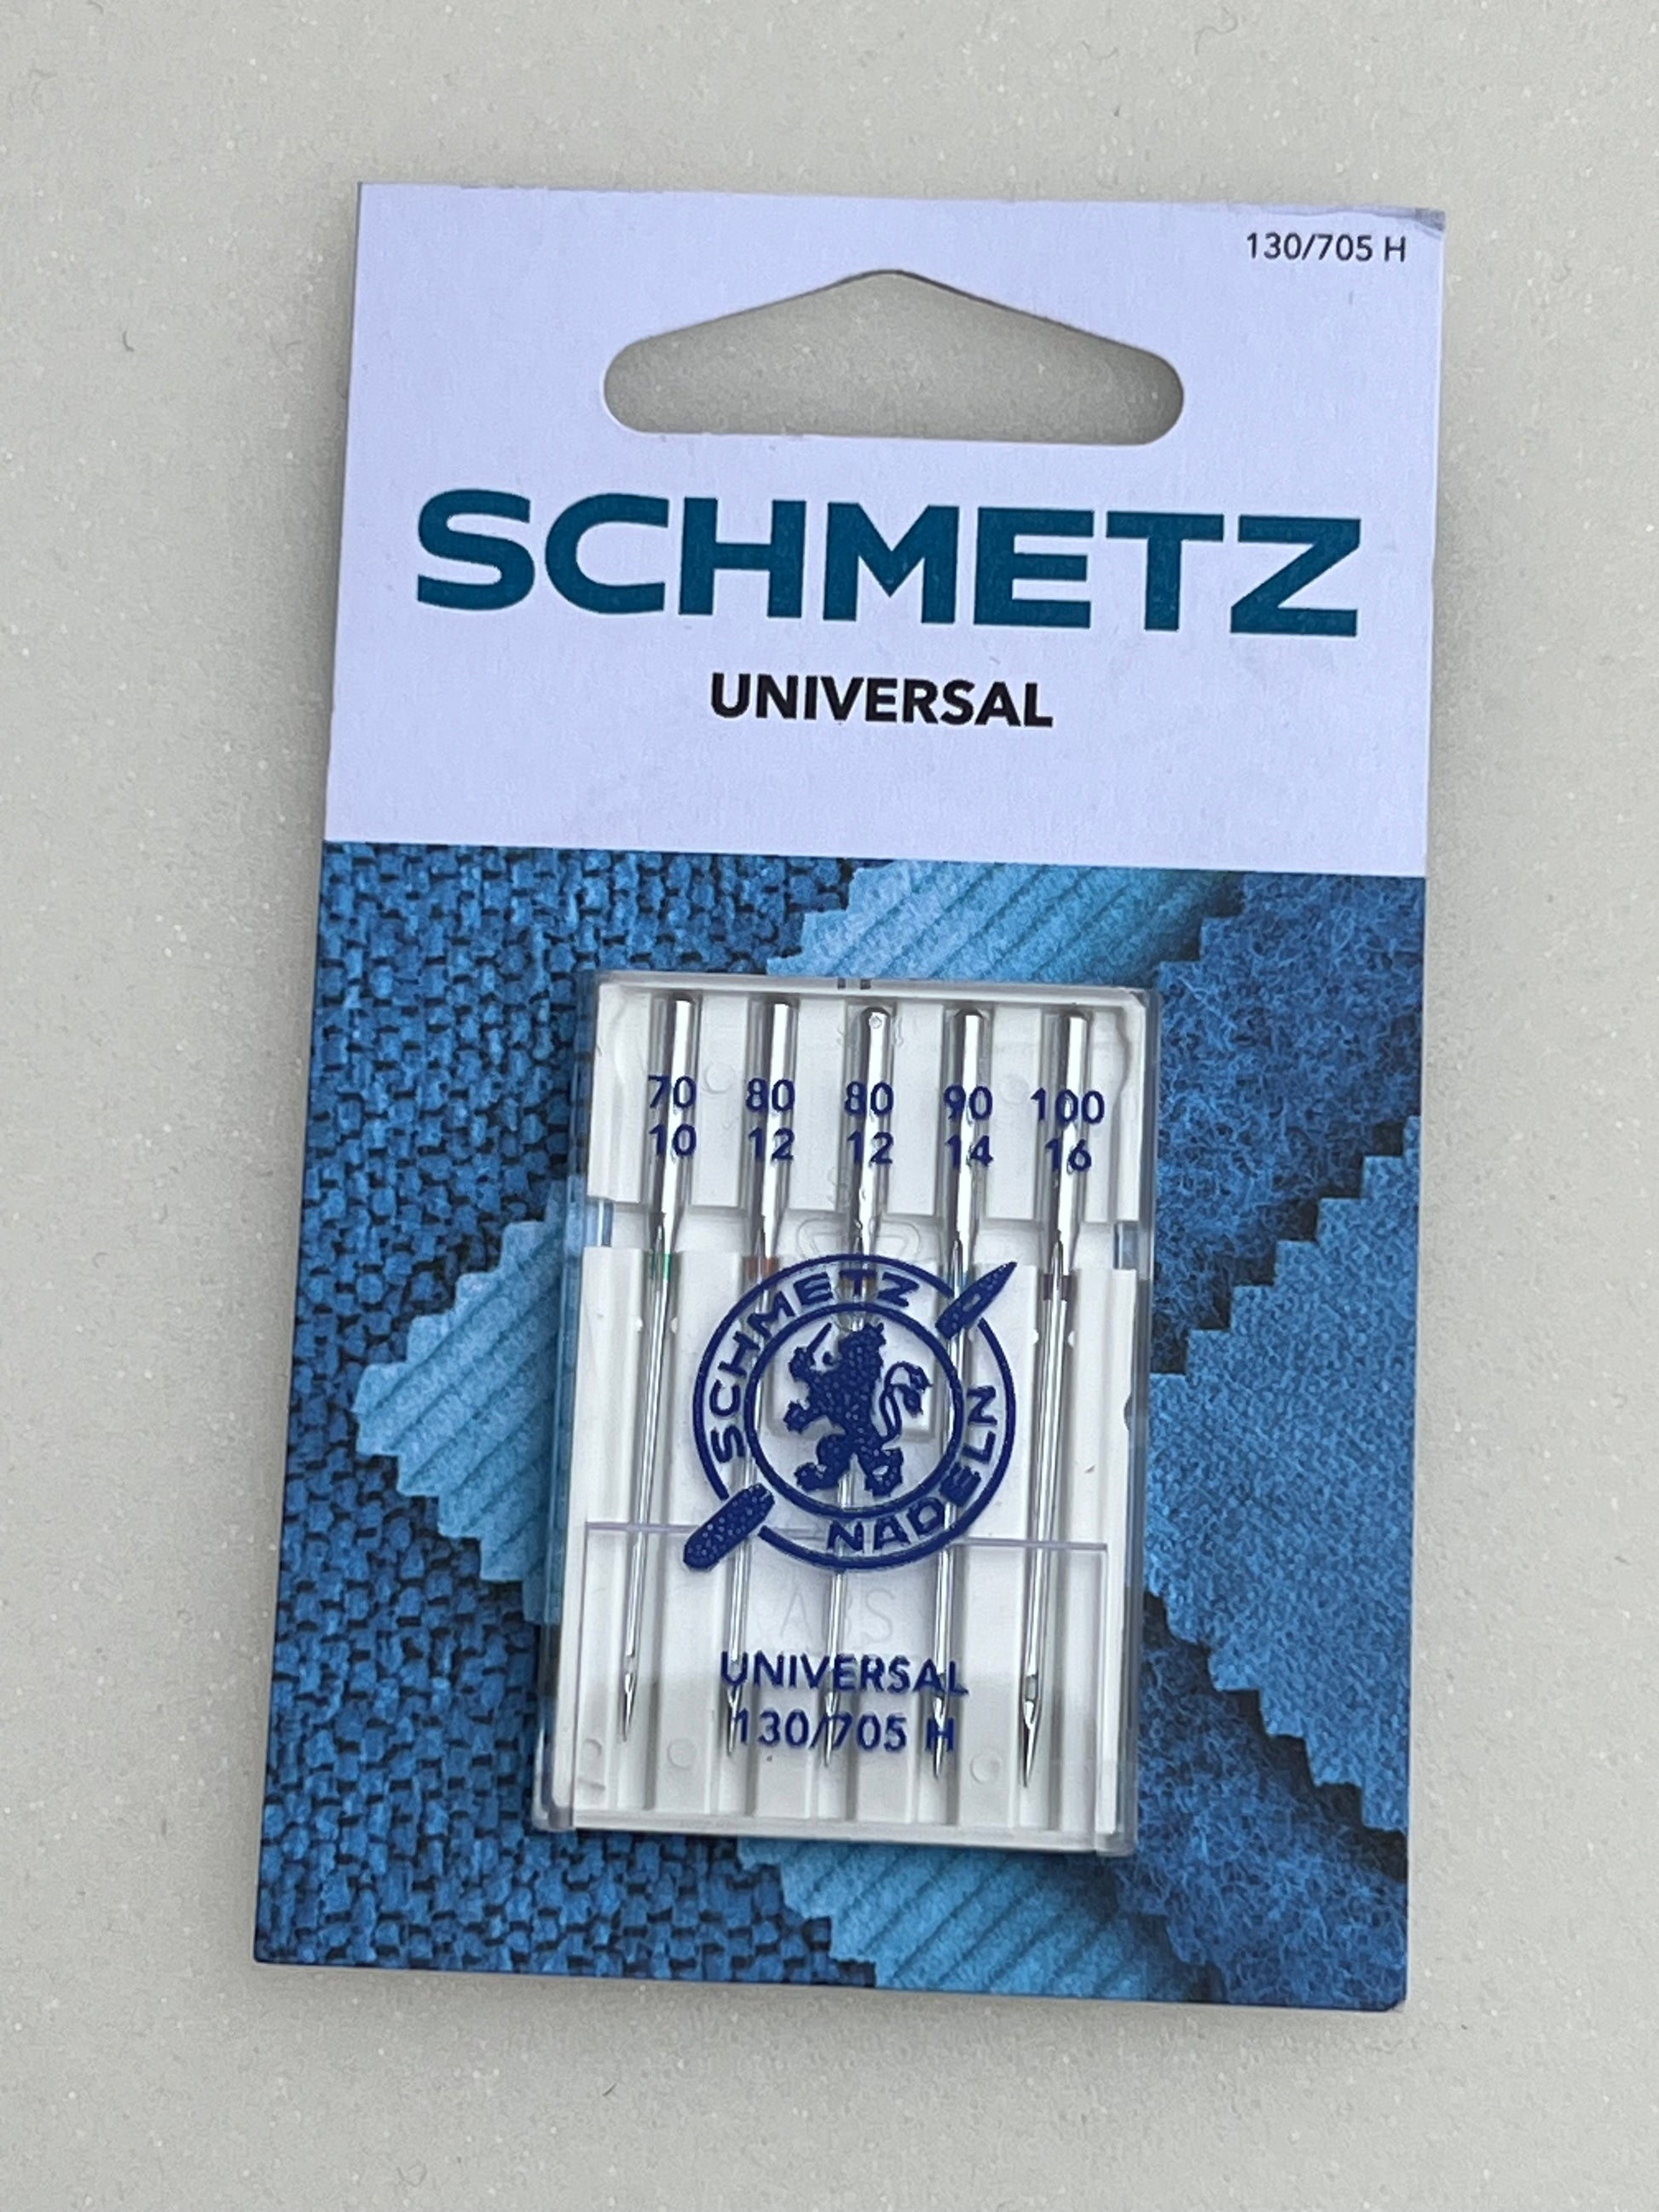 130/705 H
SCHMETZ
UNIVERSAL
70 80 80 90 100
10 12 12 14 16
SCHMETZ
NADELN
ABS
UNIVERSAL
130/705 H